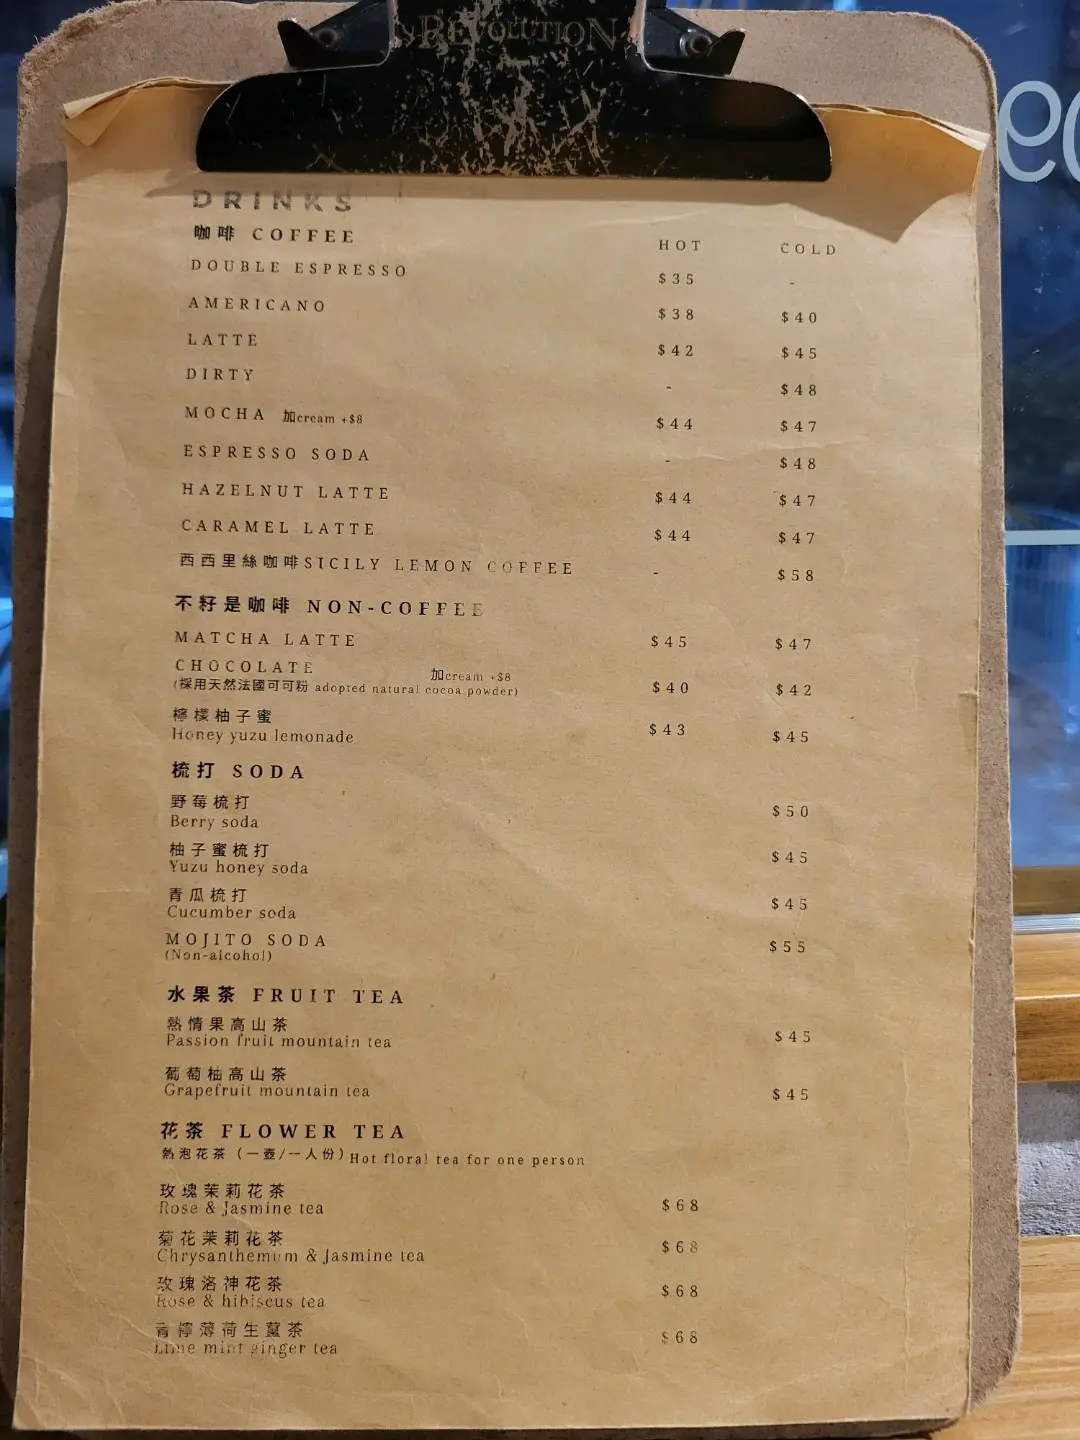 REVOLUTION
DRINKS
咖啡 COFFEE HOT COLD
DOUBLE ESPRESSO $35 -
AMERICANO $38 $40
LATTE $42 $45
DIRTY - $48
MOCHA 加cream +$8 $44 $47
ESPRESSO SODA - $48
HAZELNUT LATTE $44 $47
CARAMEL LATTE $44 $47
西西里絲咖啡SICILY LEMON COFFEE - $58
不籽是咖啡 NON-COFFEE
MATCHA LATTE $45 $47
CHOCOLATE 加cream +$8
(採用天然法國可可粉 adopted natural cocoa powder) $40 $42
檸檬柚子蜜
Honey yuzu lemonade $43 $45
梳打 SODA
野莓梳打
Berry soda $50
柚子蜜梳打
Yuzu honey soda $45
青瓜梳打
Cucumber soda $45
MOJITO SODA $55
(Non-alcohol)
水果茶 FRUIT TEA
熱情果高山茶
Passion fruit mountain tea $45
葡萄柚高山茶
Grapefruit mountain tea $45
花茶 FLOWER TEA
熱泡花茶 (一壺/一人份) Hot floral tea for one person
玫瑰茉莉花茶
Rose & Jasmine tea $68
菊花茉莉花茶
Chrysanthemum & Jasmine tea $68
玫瑰洛神花茶
Rose & hibiscus tea $68
青檸薄荷生薑茶
Lime mint ginger tea $68